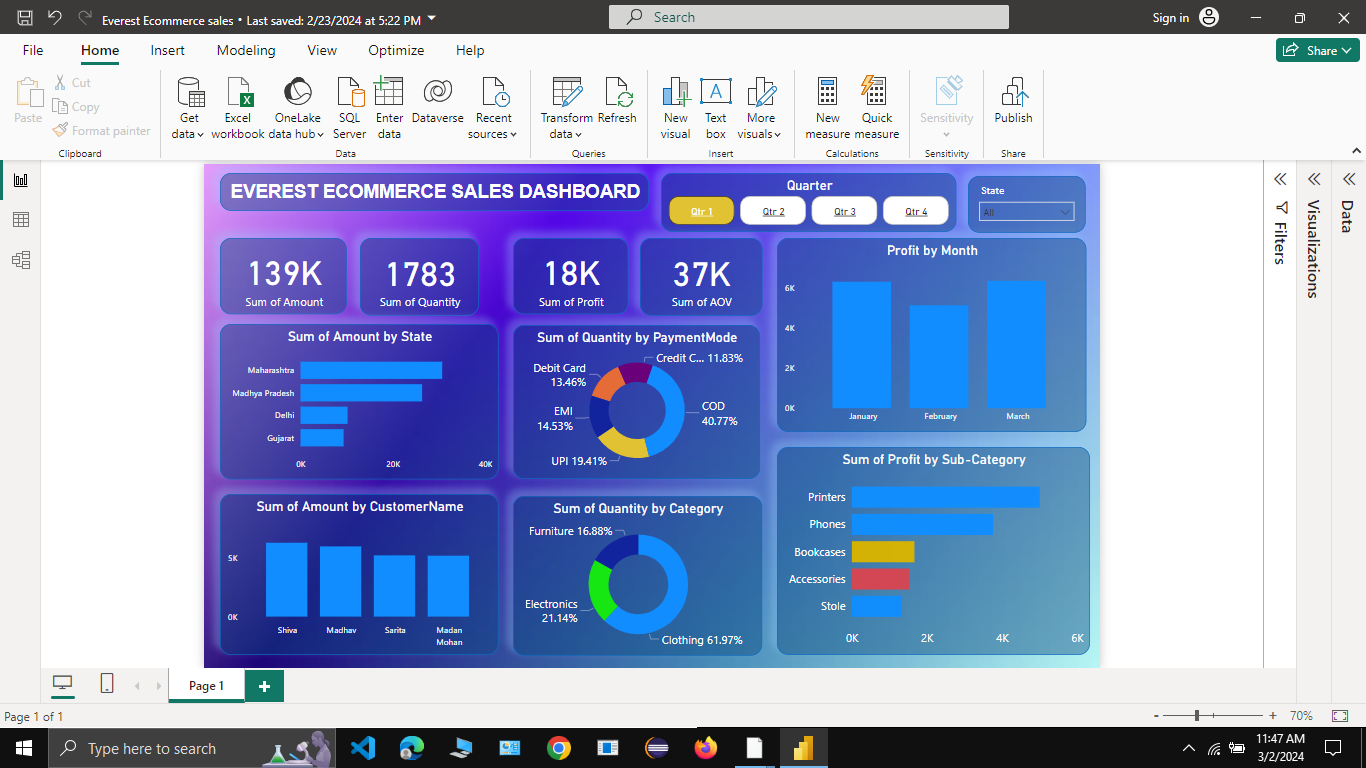 Everest Ecommerce sales • Last saved: 2/23/2024 at 5:22 PM
Search
Sign in
File Home Insert Modeling View Optimize Help
Share
Paste
Cut
Copy
Format painter
Clipboard
Get data
Excel workbook
OneLake data hub
SQL Server
Enter data
Dataverse
Recent sources
Data
Transform data
Refresh
Queries
New visual
Text box
More visuals
Insert
New measure
Quick measure
Calculations
Sensitivity
Sensitivity
Publish
Share
EVEREST ECOMMERCE SALES DASHBOARD
Quarter
Qtr 1 Qtr 2 Qtr 3 Qtr 4
State
All
139K
Sum of Amount
1783
Sum of Quantity
18K
Sum of Profit
37K
Sum of AOV
Profit by Month
6K
4K
2K
0K
January February March
Sum of Amount by State
Maharashtra
Madhya Pradesh
Delhi
Gujarat
0K 20K 40K
Sum of Quantity by PaymentMode
Credit C... 11.83%
Debit Card
13.46%
EMI
14.53%
UPI 19.41%
COD
40.77%
Sum of Profit by Sub-Category
Printers
Phones
Bookcases
Accessories
Stole
0K 2K 4K 6K
Sum of Amount by CustomerName
5K
0K
Shiva Madhav Sarita Madan
Mohan
Sum of Quantity by Category
Furniture 16.88%
Electronics
21.14%
Clothing 61.97%
Filters
Visualizations
Data
Page 1
Page 1 of 1
- + 70%
Type here to search
11:47 AM
3/2/2024